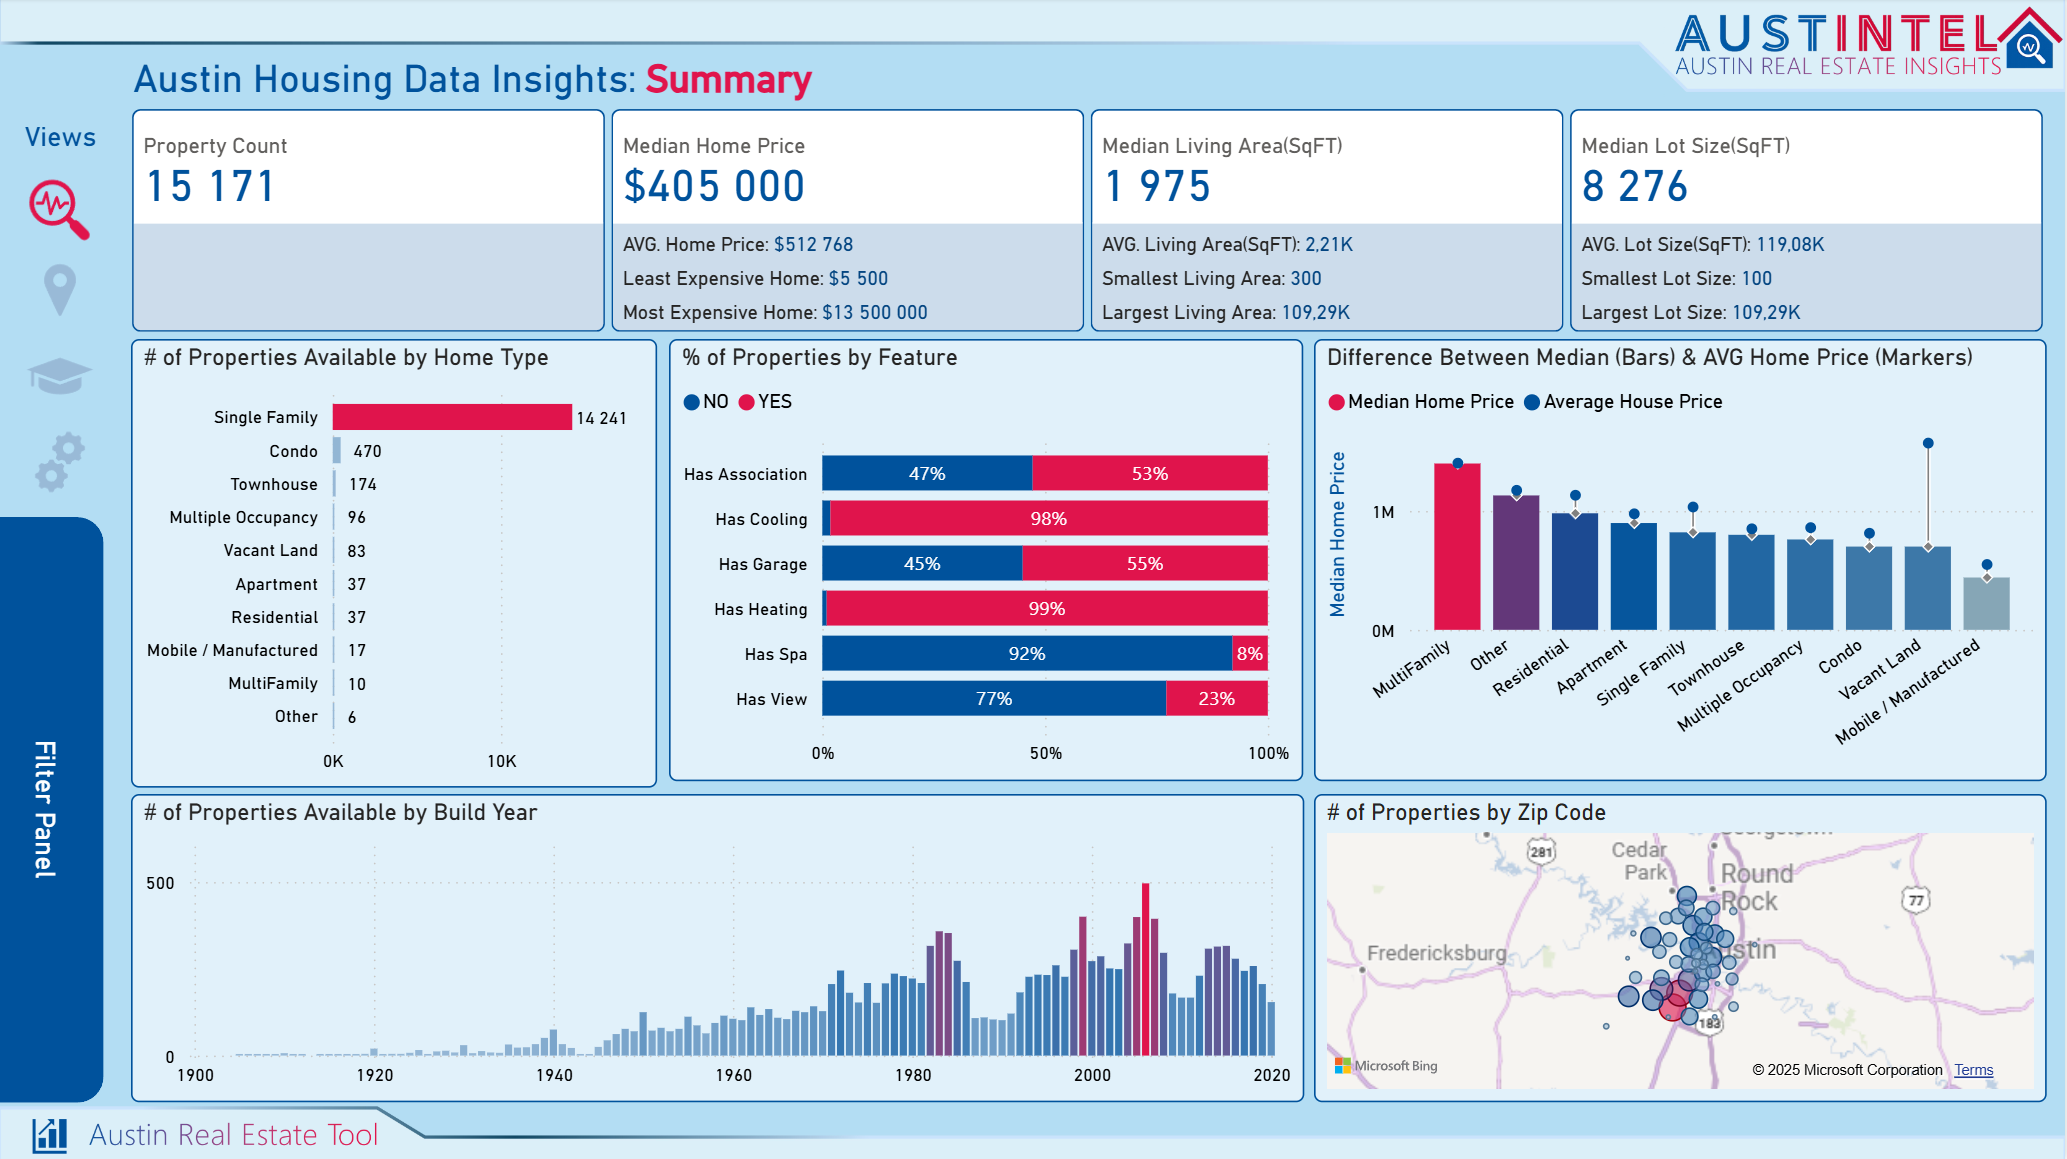 AUSTINTEL
AUSTIN REAL ESTATE INSIGHTS
Austin Housing Data Insights: Summary
Views
Property Count
15 171
Median Home Price
$405 000
AVG. Home Price: $512 768
Least Expensive Home: $5 500
Most Expensive Home: $13 500 000
Median Living Area(SqFT)
1 975
AVG. Living Area(SqFT): 2,21K
Smallest Living Area: 300
Largest Living Area: 109,29K
Median Lot Size(SqFT)
8 276
AVG. Lot Size(SqFT): 119,08K
Smallest Lot Size: 100
Largest Lot Size: 109,29K
# of Properties Available by Home Type
Single Family 14 241
Condo 470
Townhouse 174
Multiple Occupancy 96
Vacant Land 83
Apartment 37
Residential 37
Mobile / Manufactured 17
MultiFamily 10
Other 6
0K 10K
% of Properties by Feature
NO YES
Has Association 47% 53%
Has Cooling 98%
Has Garage 45% 55%
Has Heating 99%
Has Spa 92% 8%
Has View 77% 23%
0% 50% 100%
Difference Between Median (Bars) & AVG Home Price (Markers)
Median Home Price Average House Price
Median Home Price
1M
0M
MultiFamily
Other
Residential
Apartment
Single Family
Townhouse
Multiple Occupancy
Condo
Vacant Land
Mobile / Manufactured
Filter Panel
# of Properties Available by Build Year
500
0
1900 1920 1940 1960 1980 2000 2020
# of Properties by Zip Code
281
Cedar
Park
Round
Rock
77
Fredericksburg
183
Microsoft Bing
© 2025 Microsoft Corporation Terms
Austin Real Estate Tool